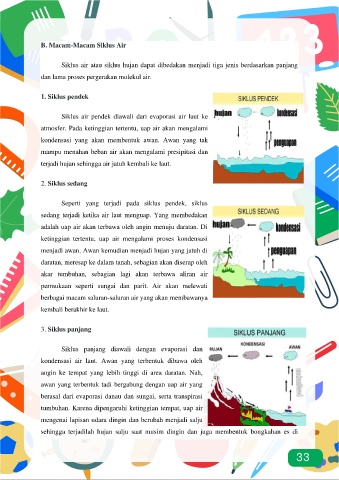 B. Macam-Macam Siklus Air
Siklus air atau siklus hujan dapat dibedakan menjadi tiga jenis berdasarkan panjang
dan lama proses pergerakan molekul air.
1. Siklus pendek
Siklus air pendek diawali dari evaporasi air laut ke
atmosfer. Pada ketinggian tertentu, uap air akan mengalami
kondensasi yang akan membentuk awan. Awan yang tak
mampu menahan beban air akan mengalami presipitasi dan
terjadi hujan sehingga air jatuh kembali ke laut.
SIKLUS PENDEK
hujan
kondensasi
penguapan
2. Siklus sedang
Seperti yang terjadi pada siklus pendek, siklus
sedang terjadi ketika air laut menguap. Yang membedakan
adalah uap air akan terbawa oleh angin menuju daratan. Di
ketinggian tertentu, uap air mengalami proses kondensasi
menjadi awan. Awan kemudian menjadi hujan yang jatuh di
daratan, meresap ke dalam tanah, sebagian akan diserap oleh
akar tumbuhan, sebagian lagi akan terbawa aliran air
permukaan seperti sungai dan parit. Air akan melewati
berbagai macam saluran-saluran air yang akan membawanya
kembali berakhir ke laut.
SIKLUS SEDANG
hujan
kondensasi
penguapan
3. Siklus panjang
Siklus panjang diawali dengan evaporasi dan
kondensasi air laut. Awan yang terbentuk dibawa oleh
angin ke tempat yang lebih tinggi di area daratan. Nah,
awan yang terbentuk tadi bergabung dengan uap air yang
berasal dari evaporasi danau dan sungai, serta transpirasi
tumbuhan. Karena dipengaruhi ketinggian tempat, uap air
mengenai lapisan udara dingin dan berubah menjadi salju
sehingga terjadilah hujan salju saat musim dingin dan juga membentuk bongkahan es di
SIKLUS PANJANG
HUJAN
KONDENSASI
AWAN
33